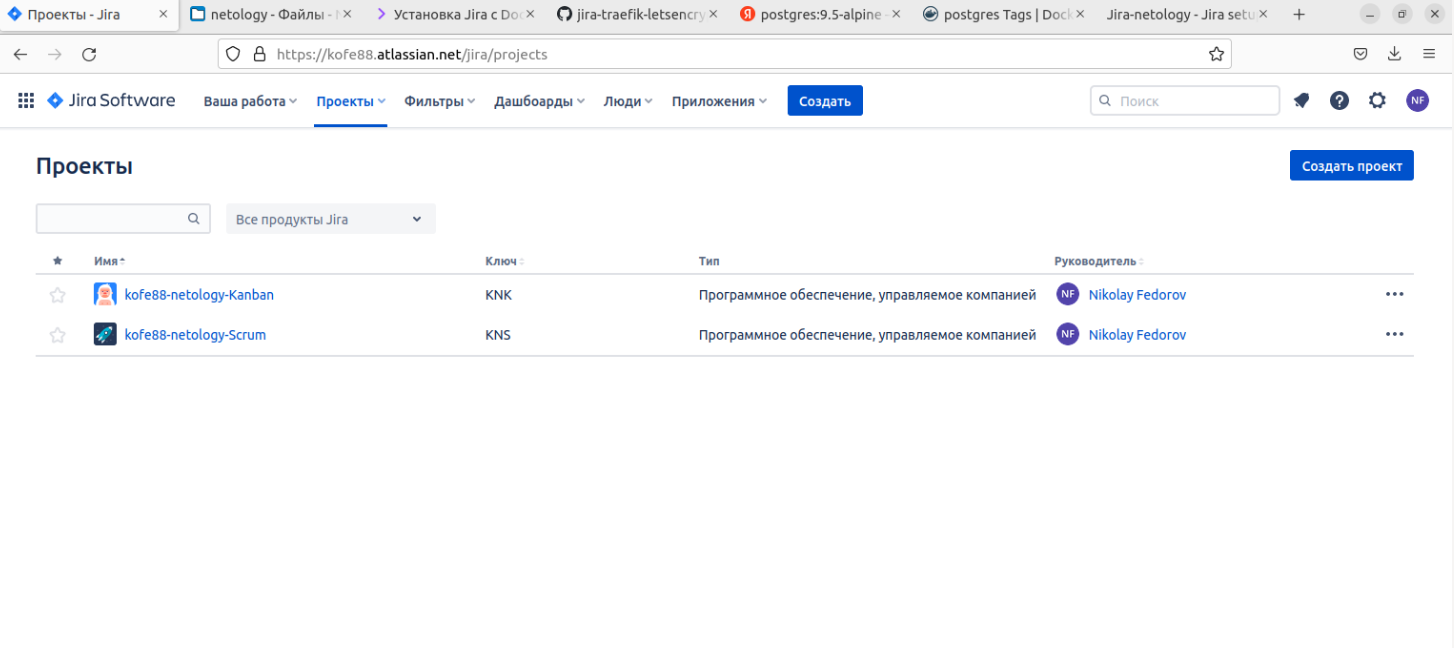 Проекты - Jira
netology - Файлы -
Установка Jira с Doc
jira-traefik-letsencry
postgres:9.5-alpine -
postgres Tags | Dock
Jira-netology - Jira setu
https://kofe88.atlassian.net/jira/projects
Jira Software Ваша работа Проекты Фильтры Дашборды Люди Приложения Создать Поиск NF
Проекты Создать проект
Все продукты Jira
Имя Ключ Тип Руководитель
kofe88-netology-Kanban KNK Программное обеспечение, управляемое компанией NF Nikolay Fedorov
kofe88-netology-Scrum KNS Программное обеспечение, управляемое компанией NF Nikolay Fedorov